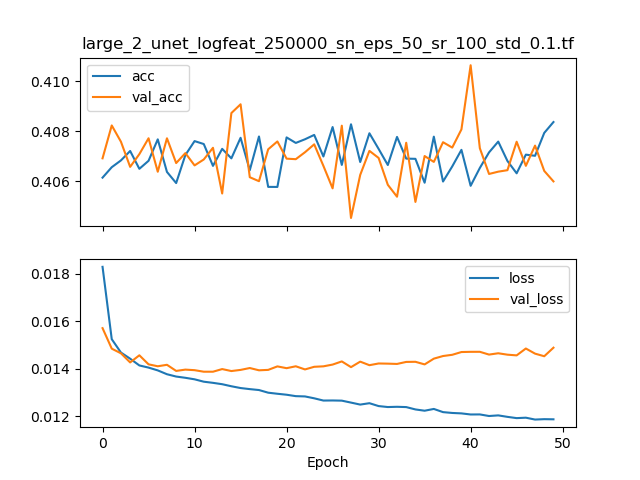 large_2_unet_logfeat_250000_sn_eps_50_sr_100_std_0.1.tf
acc
val_acc
0.410
0.408
0.406
loss
val_loss
0.018
0.016
0.014
0.012
0 10 20 30 40 50
Epoch